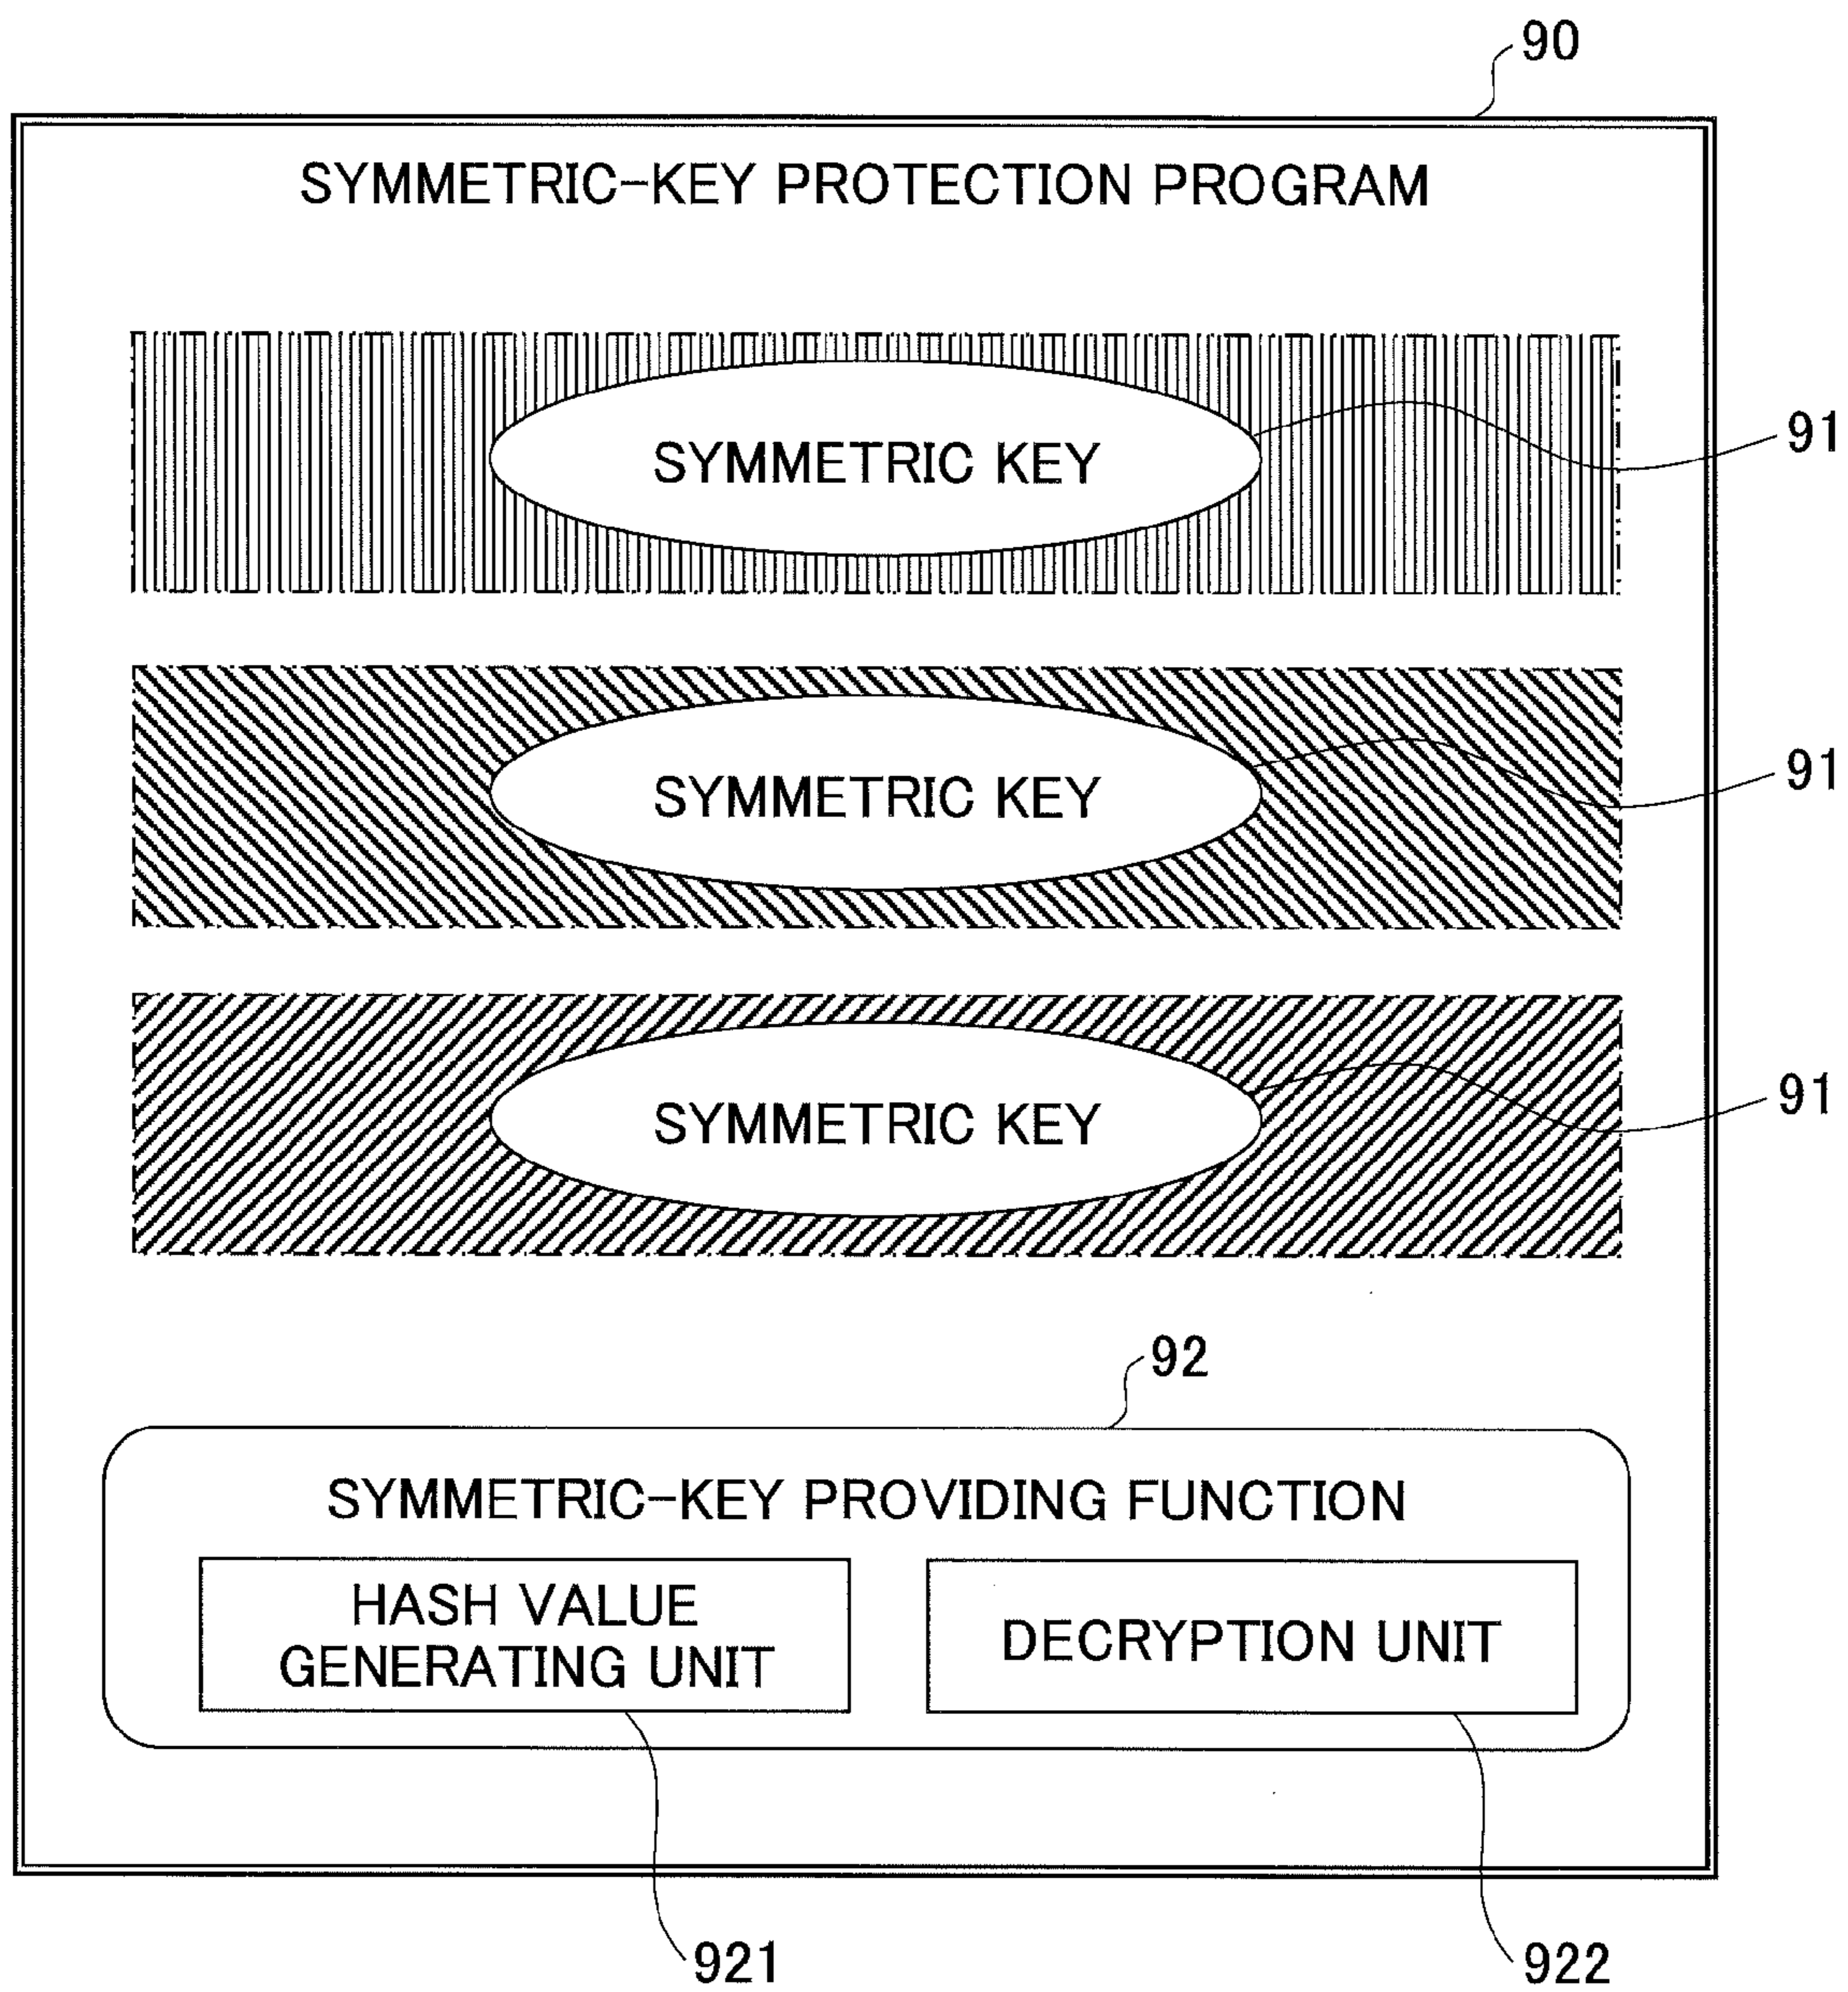 90
SYMMETRIC-KEY PROTECTION PROGRAM
SYMMETRIC KEY
91
SYMMETRIC KEY
91
SYMMETRIC KEY
91
92
SYMMETRIC-KEY PROVIDING FUNCTION
HASH VALUE
GENERATING UNIT
DECRYPTION UNIT
921
922